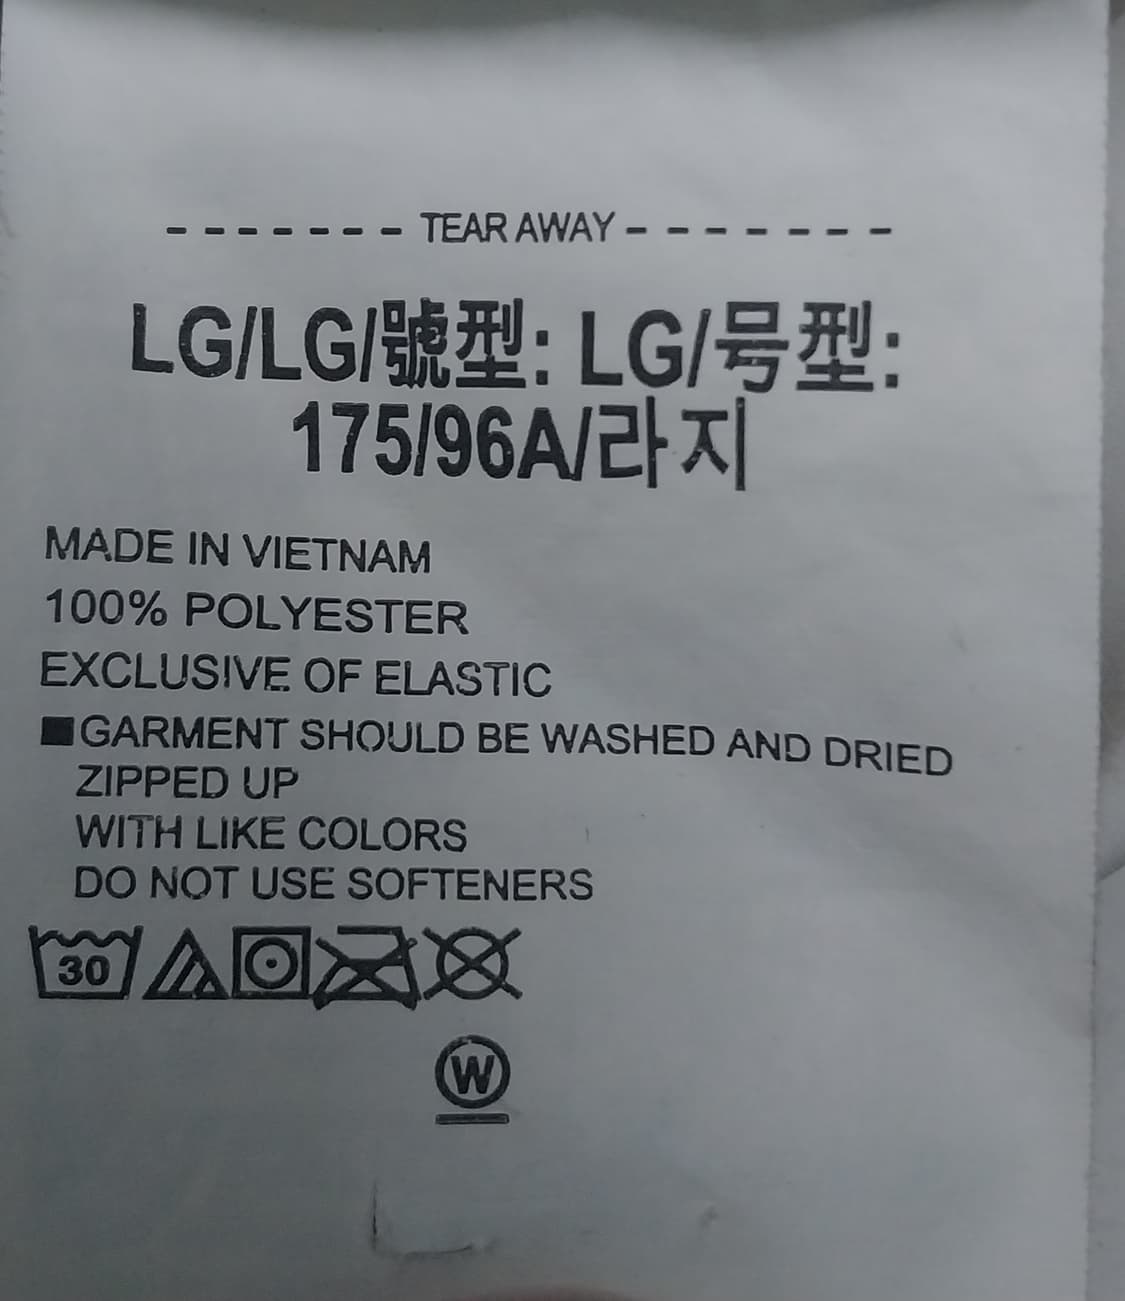 ------- TEAR AWAY -------
LG/LG/號型: LG/号型:
175/96A/라지
MADE IN VIETNAM
100% POLYESTER
EXCLUSIVE OF ELASTIC
■GARMENT SHOULD BE WASHED AND DRIED
ZIPPED UP
WITH LIKE COLORS
DO NOT USE SOFTENERS
30
W